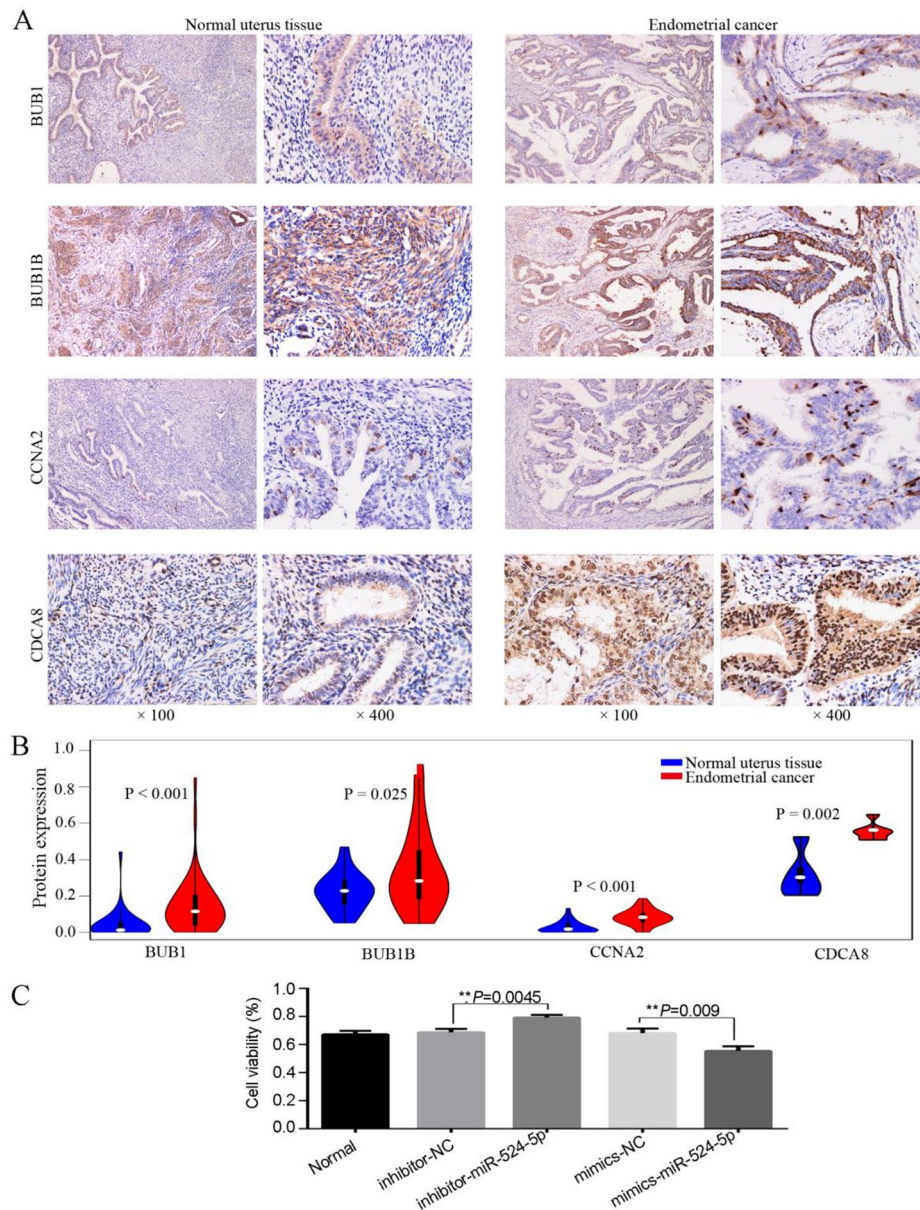 A
Normal uterus tissue
Endometrial cancer
BUB1
BUB1B
CCNA2
CDCA8
× 100
× 400
× 100
× 400
B
Protein expression
1.0
0.8
0.6
0.4
0.2
0.0
P < 0.001
P = 0.025
P < 0.001
P = 0.002
Normal uterus tissue
Endometrial cancer
BUB1
BUB1B
CCNA2
CDCA8
C
Cell viability (%)
1.0
0.8
0.6
0.4
0.2
0.0
**P=0.0045
**P=0.009
Normal
inhibitor-NC
inhibitor-miR-524-5p
mimics-NC
mimics-miR-524-5p